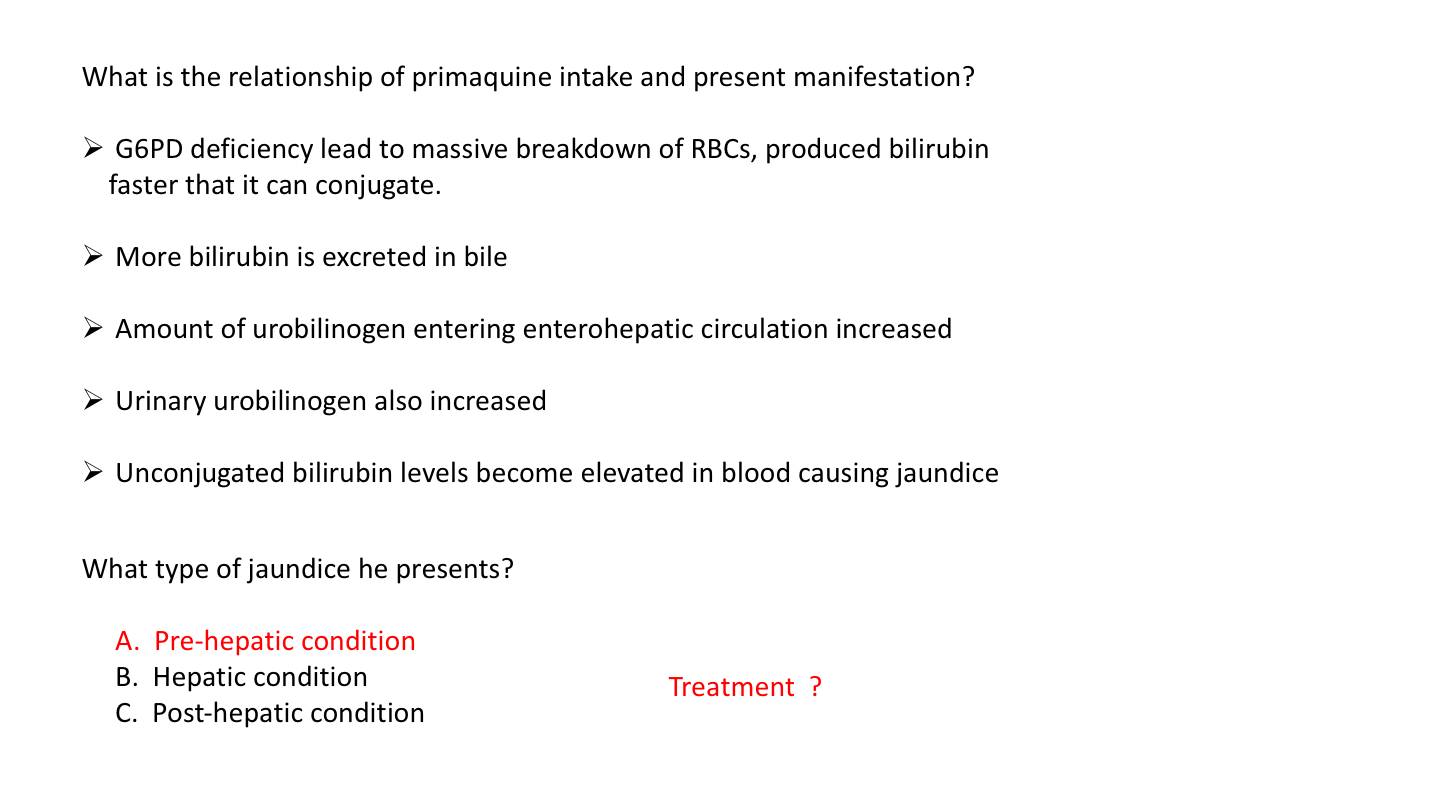 What is the relationship of primaquine intake and present manifestation?
➢ G6PD deficiency lead to massive breakdown of RBCs, produced bilirubin
faster that it can conjugate.
➢ More bilirubin is excreted in bile
➢ Amount of urobilinogen entering enterohepatic circulation increased
➢ Urinary urobilinogen also increased
➢ Unconjugated bilirubin levels become elevated in blood causing jaundice
What type of jaundice he presents?
A. Pre-hepatic condition
B. Hepatic condition
C. Post-hepatic condition
Treatment ?